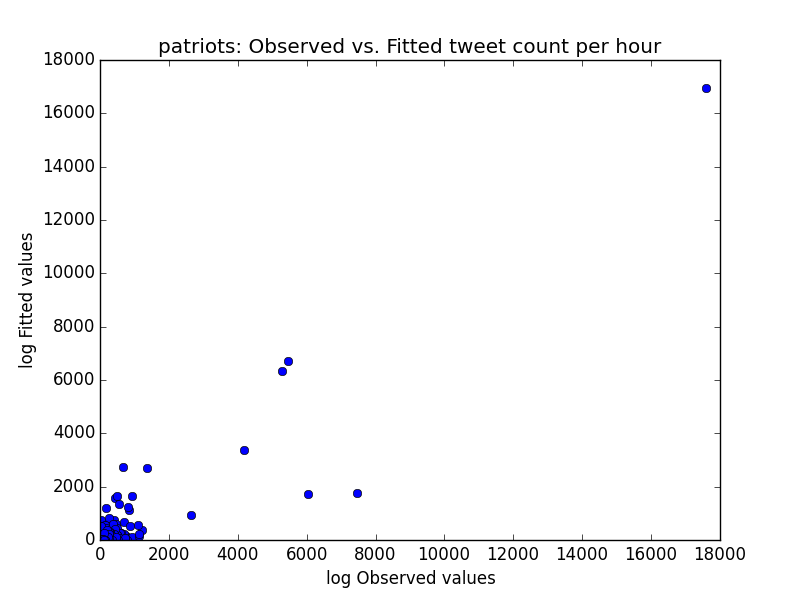 patriots: Observed vs. Fitted tweet count per hour
18000
16000
14000
12000
10000
8000
6000
4000
2000
0
log Fitted values
0 2000 4000 6000 8000 10000 12000 14000 16000 18000
log Observed values